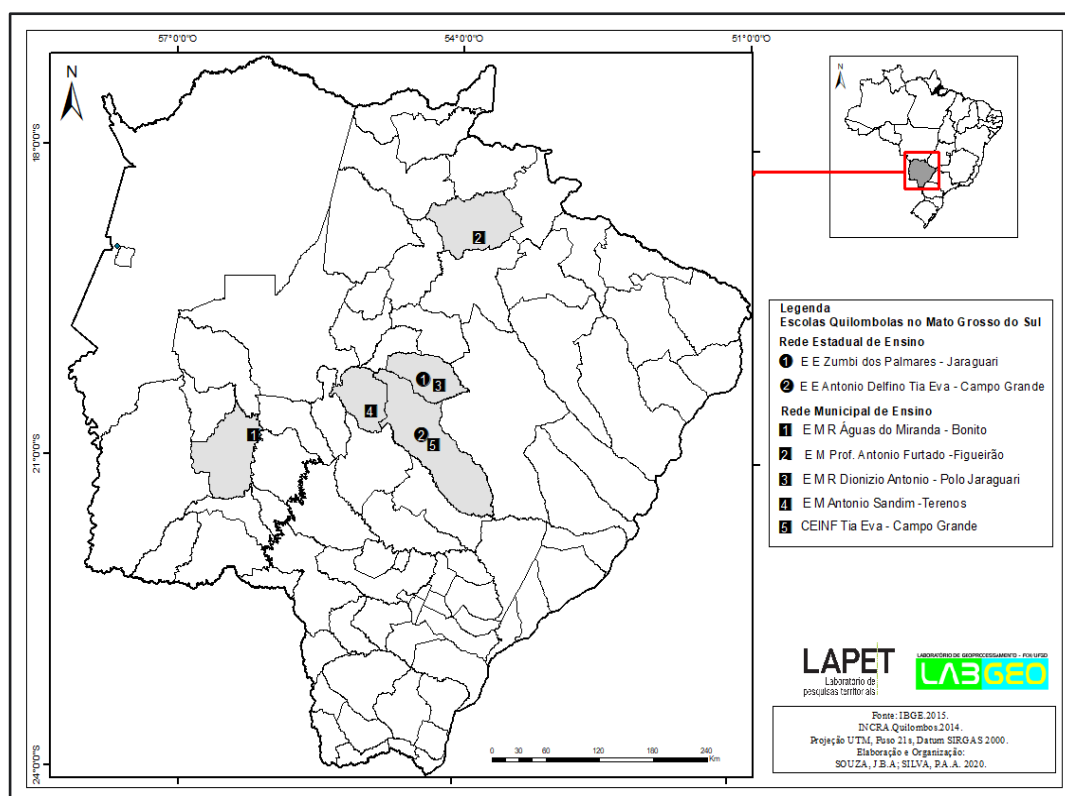 57°0'0"O
54°0'0"O
51°0'0"O
N
N
18°0'0"S
21°0'0"S
24°0'0"S
2
1
3
4
1
2
5
Legenda
Escolas Quilombolas no Mato Grosso do Sul
Rede Estadual de Ensino
1 E E Zumbi dos Palmares - Jaraguari
2 E E Antonio Delfino Tia Eva - Campo Grande
Rede Municipal de Ensino
1 E M R Águas do Miranda - Bonito
2 E M Prof. Antonio Furtado -Figueirão
3 E M R Dionizio Antonio - Polo Jaraguari
4 E M Antonio Sandim -Terenos
5 CEINF Tia Eva - Campo Grande
LAPET
Laboratório de
pesquisas territoriais
LABORATÓRIO DE GEOPROCESSAMENTO - FCH/UFGD
LABGEO
0 30 60 120 180 240
Km
Fonte: IBGE.2015.
INCRA.Quilombos.2014.
Projeção UTM, Fuso 21s, Datum SIRGAS 2000.
Elaboração e Organização:
SOUZA, J.B.A; SILVA, P.A.A. 2020.